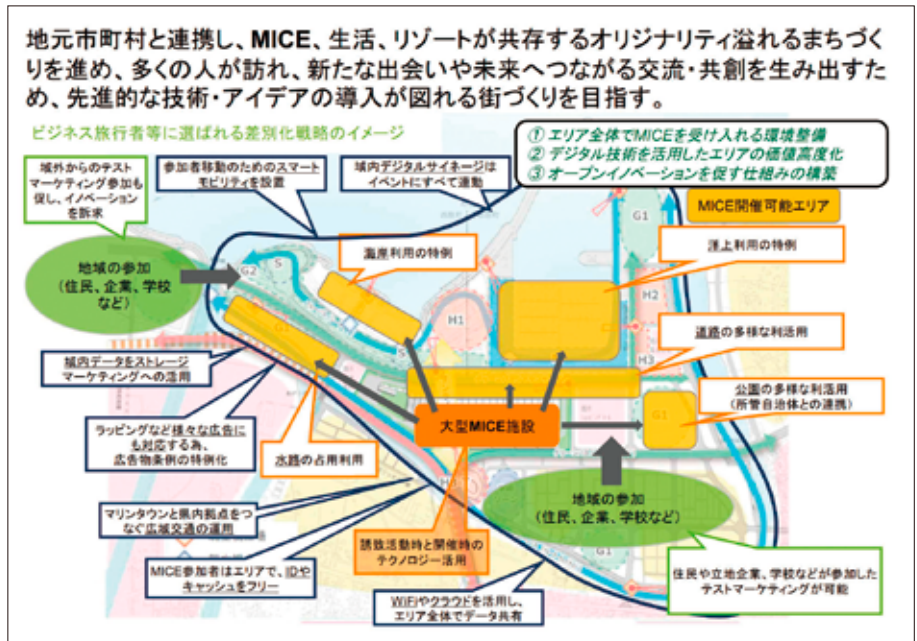 地元市町村と連携し、MICE、生活、リゾートが共存するオリジナリティ溢れるまちづく
りを進め、多くの人が訪れ、新たな出会いや未来へつながる交流・共創を生み出すた
め、先進的な技術・アイデアの導入が図れる街づくりを目指す。
ビジネス旅行者等に選ばれる差別化戦略のイメージ
① エリア全体でMICEを受け入れる環境整備
② デジタル技術を活用したエリアの価値高度化
③ オープンイノベーションを促す仕組みの構築
域外からのテスト
マーケティング参加も
促し、イノベーション
を訴求
参加者移動のためのスマート
モビリティを設置
域内デジタルサイネージは
イベントにすべて連動
MICE開催可能エリア
地域の参加
(住民、企業、学校
など)
海岸利用の特例
洋上利用の特例
G1
G2
S
H1
H2
G1
S
H3
道路の多様な利活用
域内データをストレージ
マーケティングへの活用
公園の多様な利活用
(所管自治体との連携)
G1
大型MICE施設
ラッピングなど様々な広告に
も対応する為、
広告物条例の特例化
水路の占用利用
地域の参加
(住民、企業、学校など)
マリンタウンと県内拠点をつ
なぐ広域交通の運用
誘致活動時と開催時の
テクノロジー活用
G1
MICE参加者はエリアで、IDや
キャッシュをフリー
住民や立地企業、学校などが参加した
テストマーケティングが可能
WiFiやクラウドを活用し、
エリア全体でデータ共有